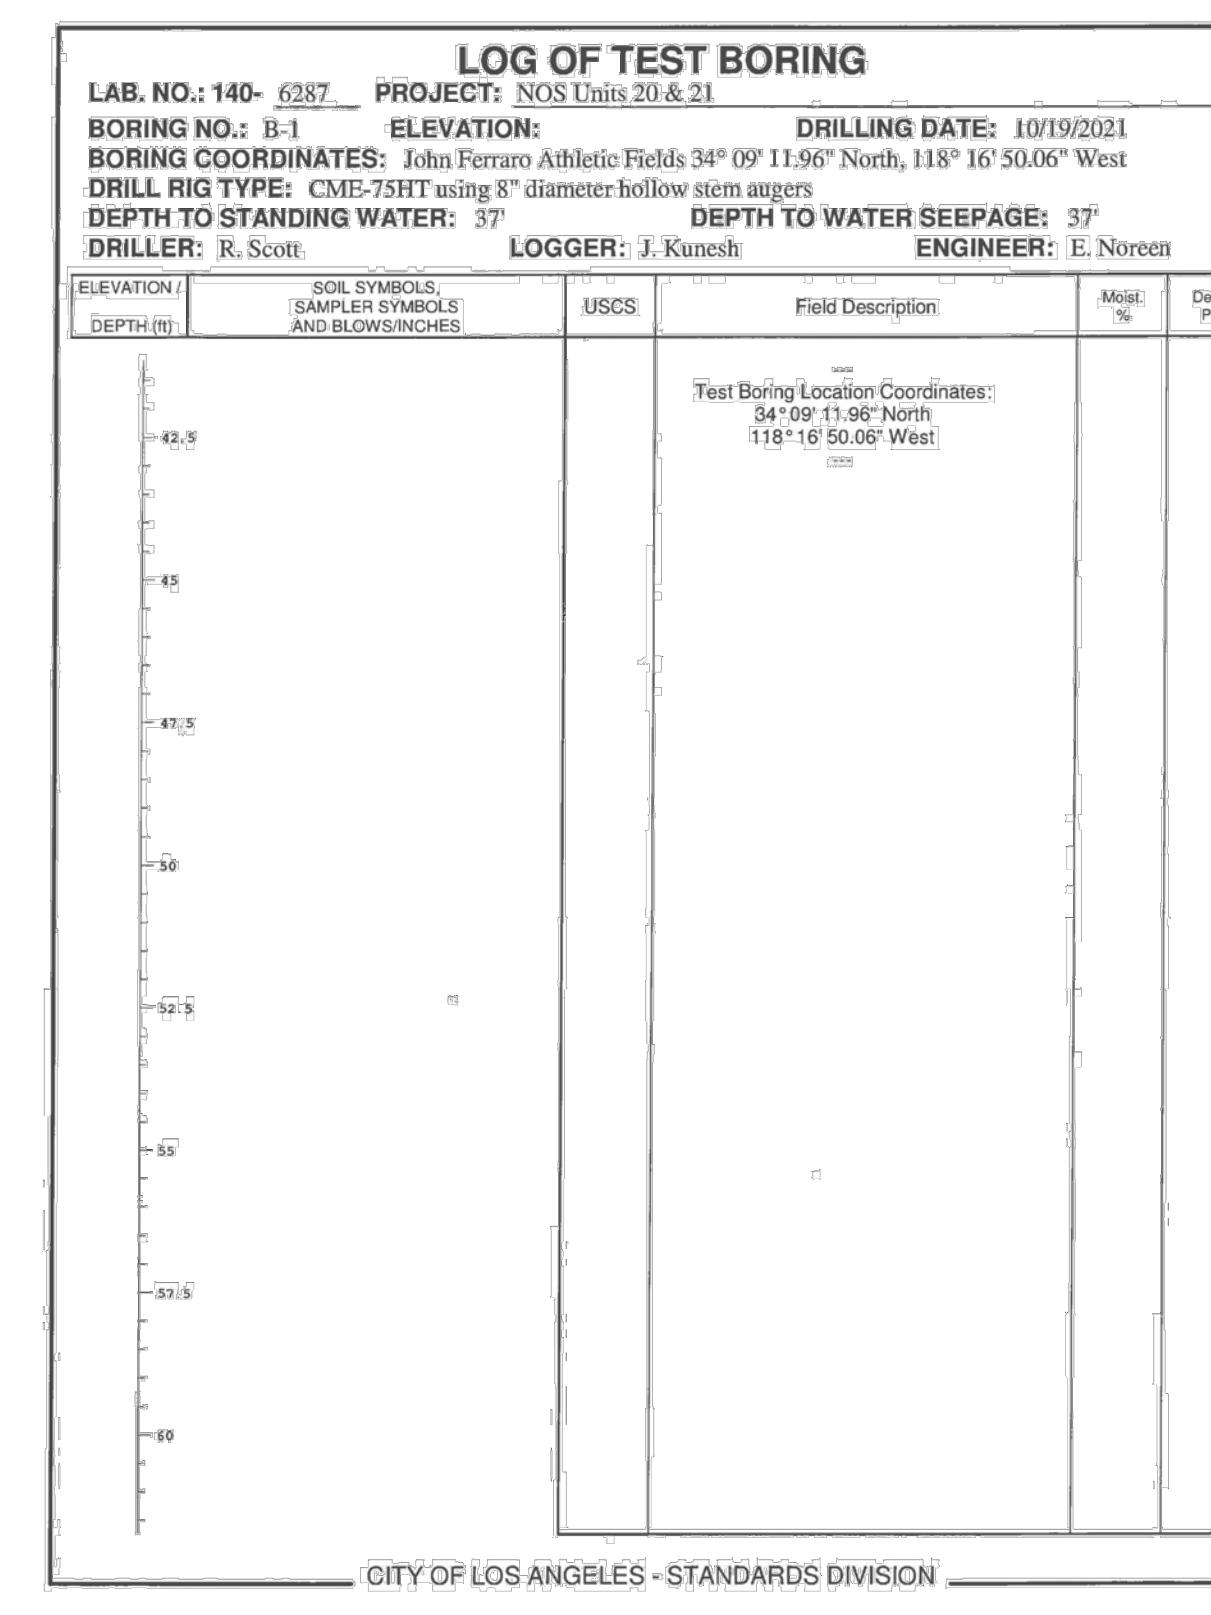 LOG OF TEST BORING
LAB. NO.: 140- 6287 PROJECT: NOS Units 20 & 21
BORING NO.: B-1 ELEVATION: DRILLING DATE: 10/19/2021
BORING COORDINATES: John Ferraro Athletic Fields 34° 09' 11.96" North, 118° 16' 50.06" West
DRILL RIG TYPE: CME-75HT using 8" diameter hollow stem augers
DEPTH TO STANDING WATER: 37' DEPTH TO WATER SEEPAGE: 37'
DRILLER: R. Scott LOGGER: J. Kunesh ENGINEER: E. Noreen
ELEVATION /
DEPTH (ft)
SOIL SYMBOLS,
SAMPLER SYMBOLS
AND BLOWS/INCHES
USCS
Field Description
Moist.
%
De
P
Test Boring Location Coordinates:
34° 09' 11.96" North
118° 16' 50.06" West
42.5
45
47.5
50
52.5
55
57.5
60
CITY OF LOS ANGELES - STANDARDS DIVISION